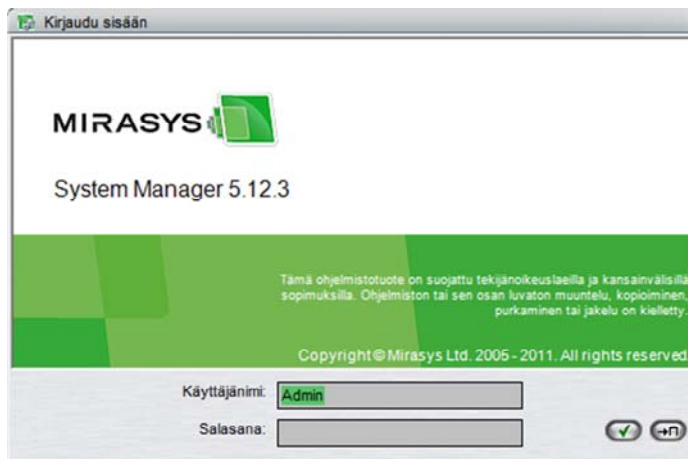 Kirjaudu sisään
MIRASYS
System Manager 5.12.3
Tämä ohjelmistotuote on suojattu tekijänoikeuslaeilla ja kansainvälisillä
sopimuksilla. Ohjelmiston tai sen osan luvaton muuntelu, kopioiminen,
purkaminen tai jakelu on kielletty.
Copyright © Mirasys Ltd. 2005 - 2011. All rights reserved.
Käyttäjänimi: Admin
Salasana: